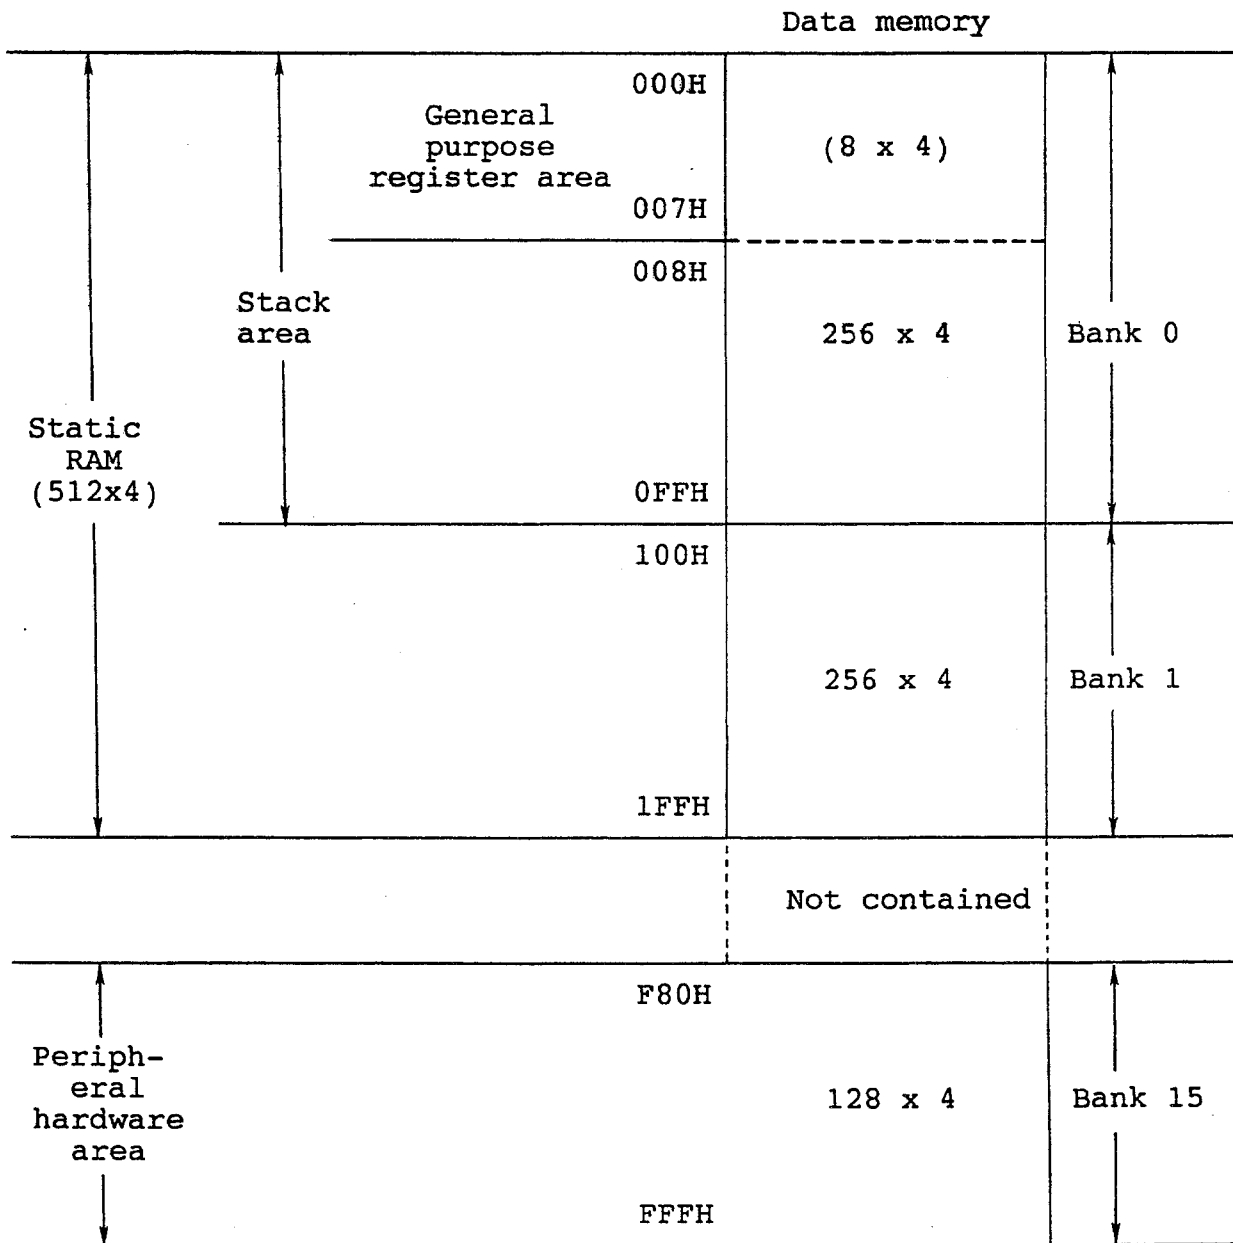 Data memory
000H
General
purpose
register area
(8 x 4)
007H
008H
Stack
area
256 x 4
Bank 0
Static
RAM
(512x4)
0FFH
100H
256 x 4
Bank 1
1FFH
Not contained
F80H
Periph-
eral
hardware
area
128 x 4
Bank 15
FFFH